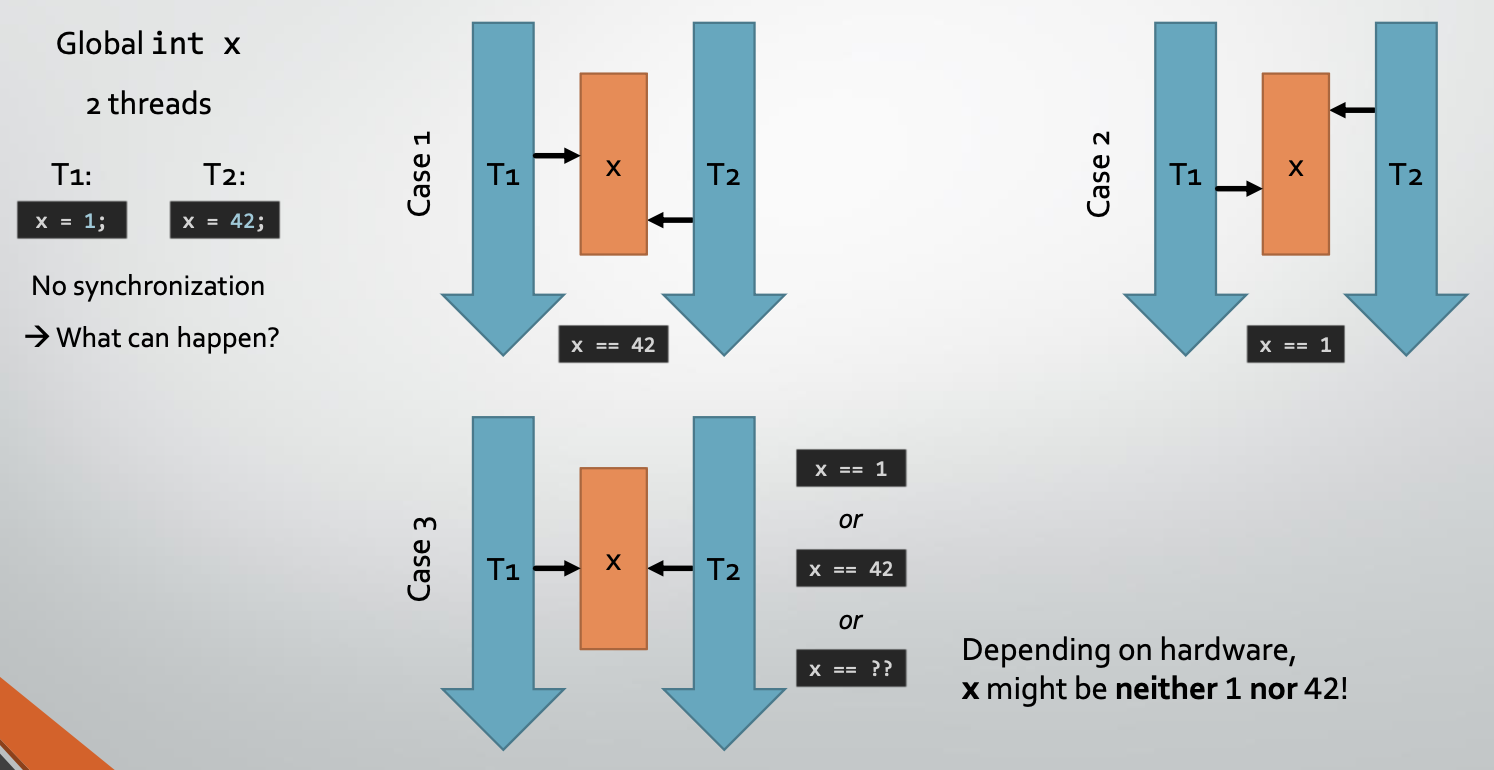 Global int x
2 threads
T1:
x = 1;
T2:
x = 42;
No synchronization
→ What can happen?
Case 1
T1
x
T2
x == 42
Case 2
T1
x
T2
x == 1
Case 3
T1
x
T2
x == 1
or
x == 42
or
x == ??
Depending on hardware,
x might be neither 1 nor 42!